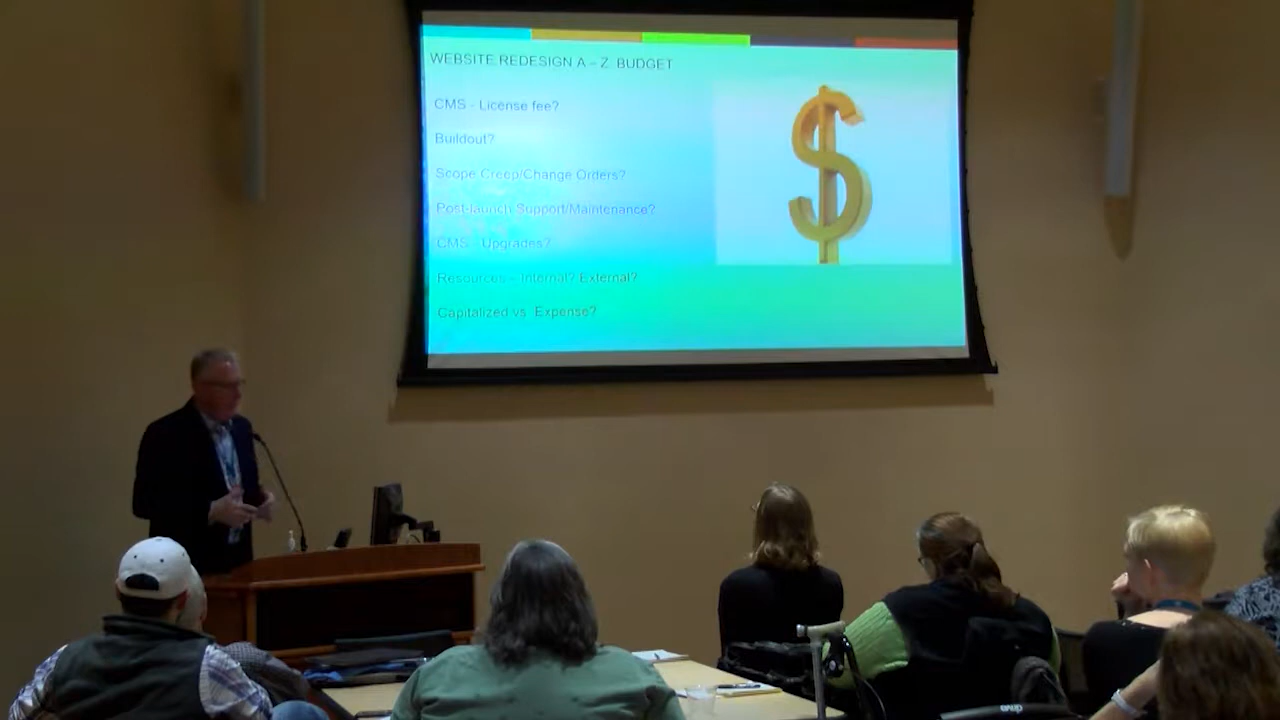 WEBSITE REDESIGN A – Z BUDGET
CMS - License fee?
Buildout?
Scope Creep/Change Orders?
Post-launch Support/Maintenance?
CMS - Upgrades?
Resources – Internal? External?
Capitalized vs Expense?